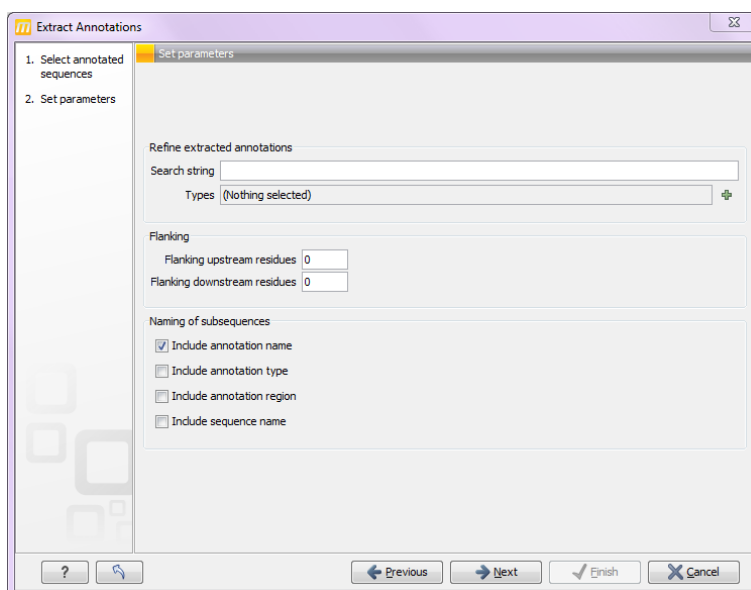 Extract Annotations
1. Select annotated
sequences
2. Set parameters
Set parameters
Refine extracted annotations
Search string
Types (Nothing selected)
Flanking
Flanking upstream residues 0
Flanking downstream residues 0
Naming of subsequences
Include annotation name
Include annotation type
Include annotation region
Include sequence name
? Previous Next Finish Cancel